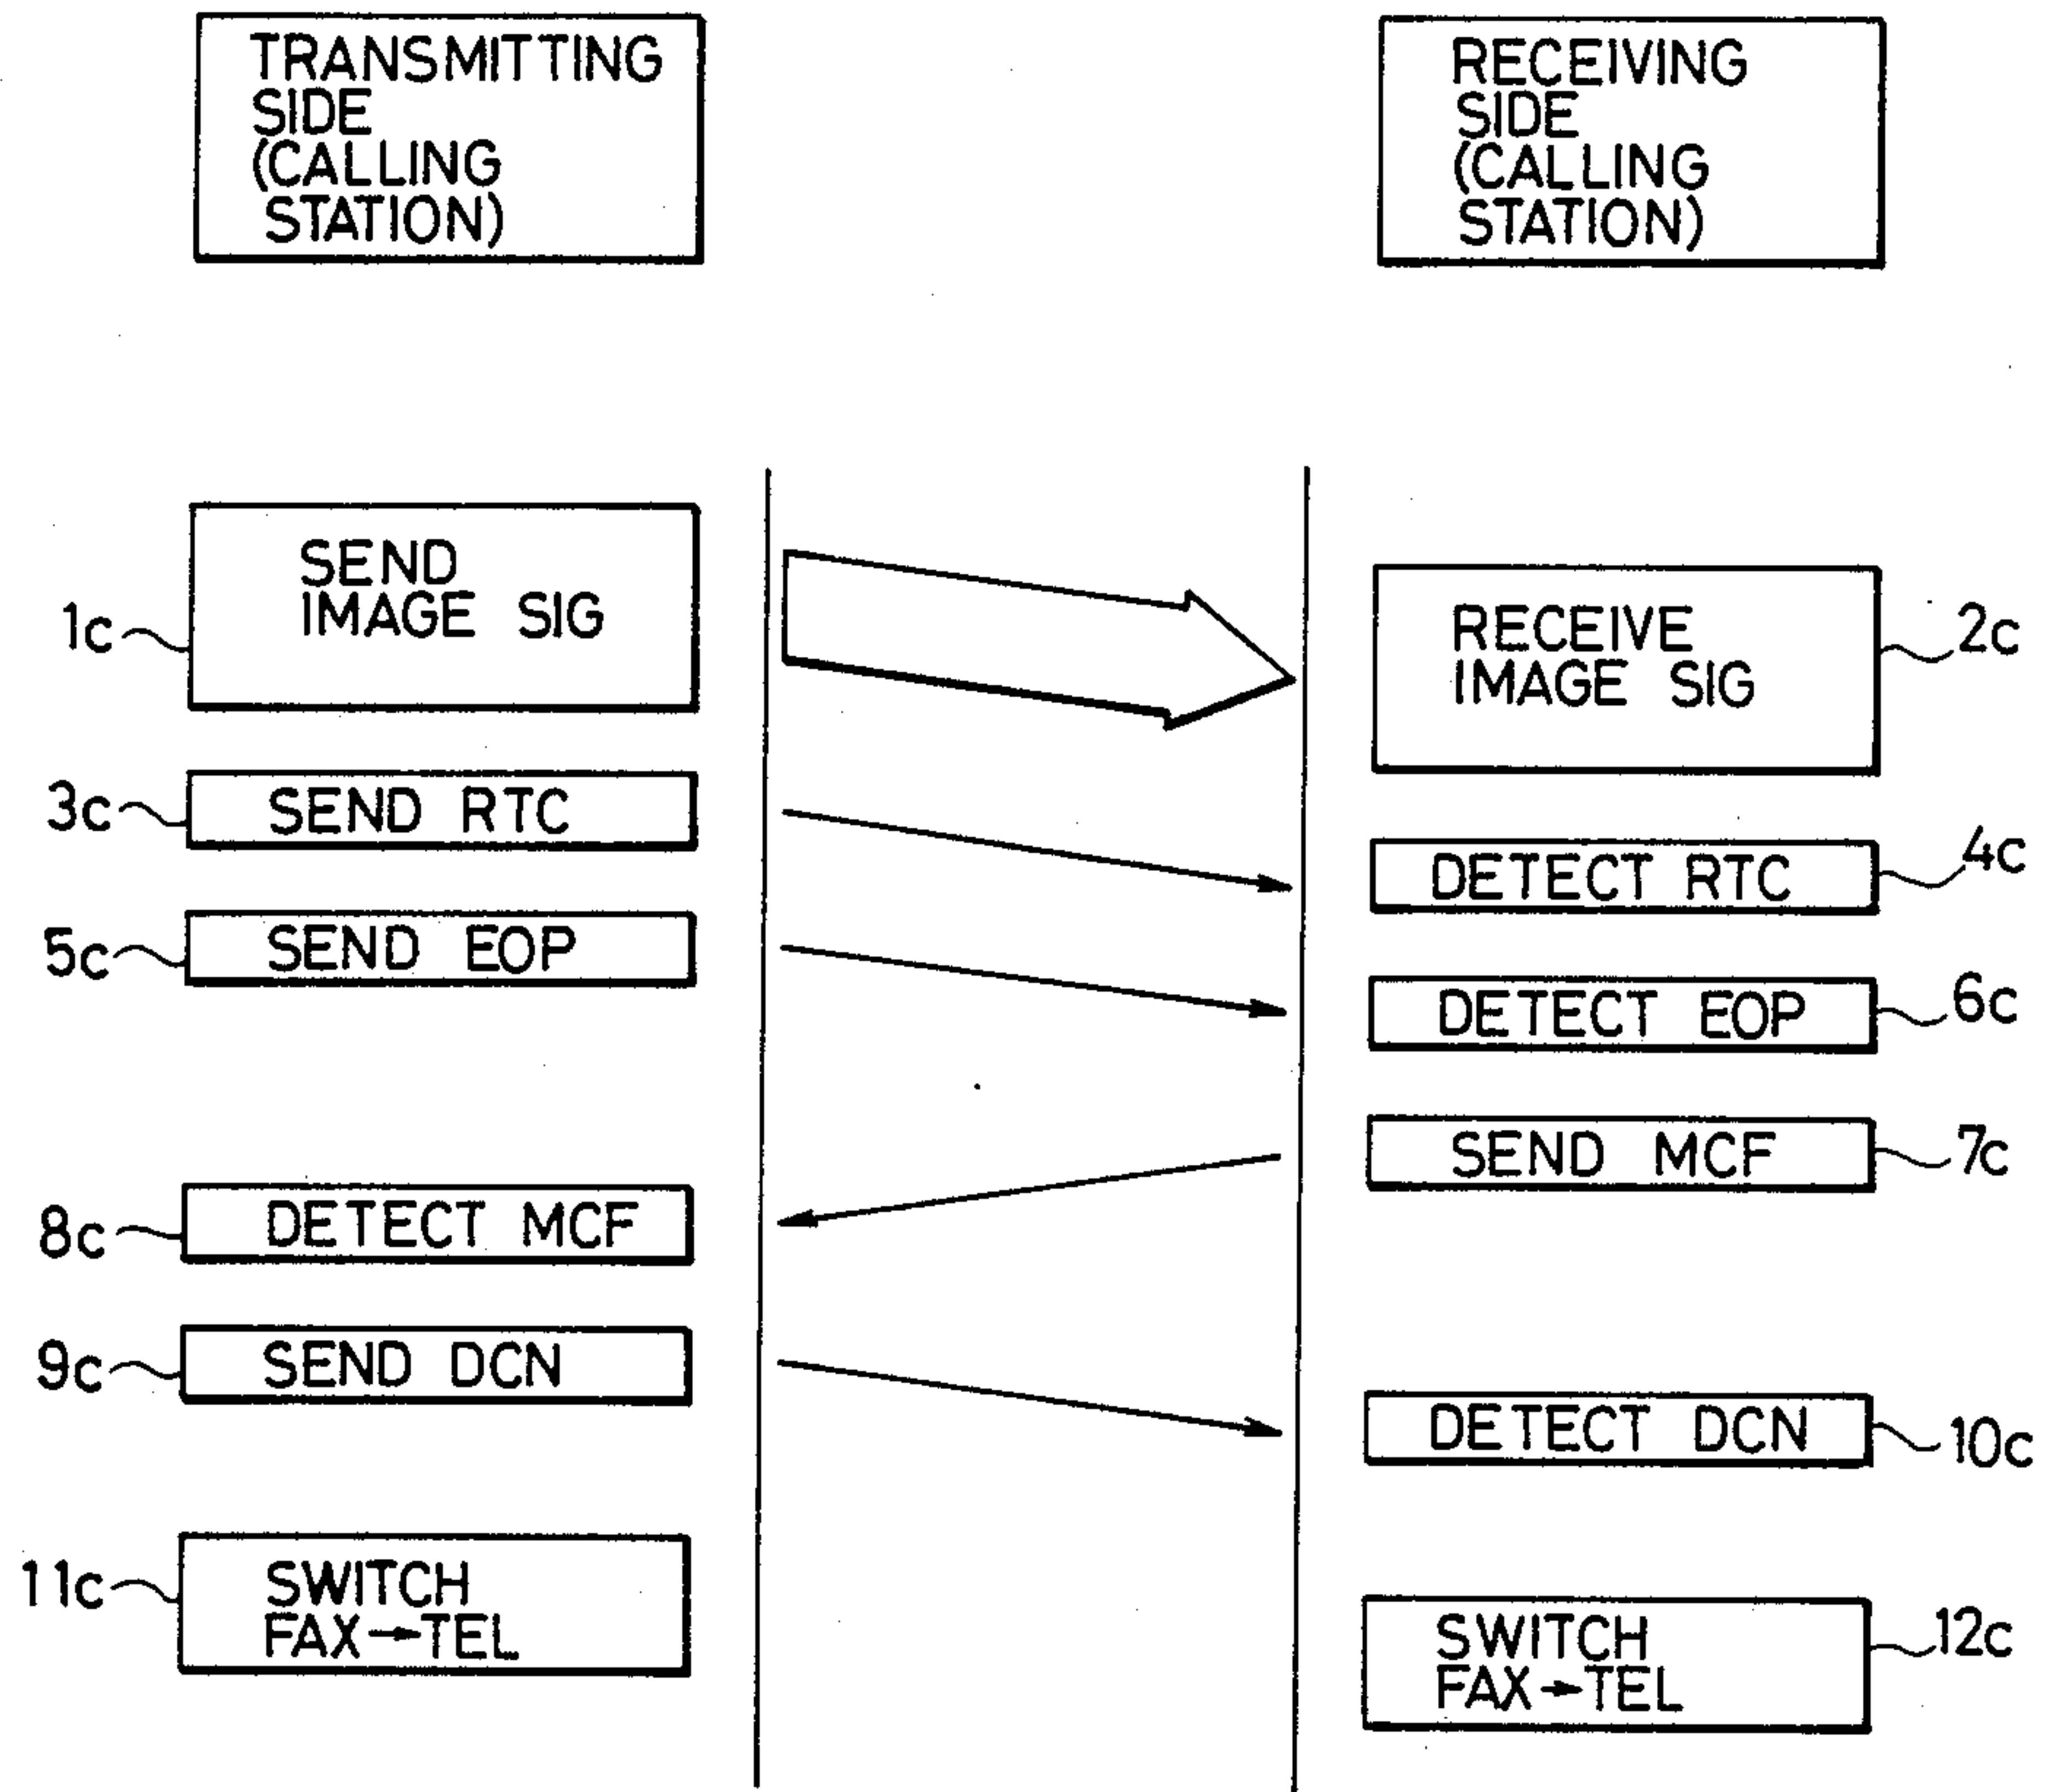 TRANSMITTING
SIDE
(CALLING
STATION)
RECEIVING
SIDE
(CALLING
STATION)
1c
SEND
IMAGE SIG
RECEIVE
IMAGE SIG
2c
3c
SEND RTC
DETECT RTC
4c
5c
SEND EOP
DETECT EOP
6c
SEND MCF
7c
8c
DETECT MCF
9c
SEND DCN
DETECT DCN
10c
11c
SWITCH
FAX→TEL
SWITCH
FAX→TEL
12c